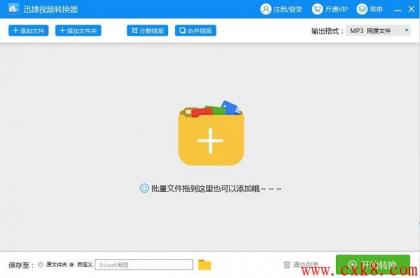 迅捷视频转换器
注册/登录 开通VIP 菜单
+ 添加文件 + 添加文件夹 分割视频 合并视频 输出格式: MP3 同原文件
批量文件拖到这里也可以添加哦~~~
保存至: 原文件夹 自定义 清空列表 开始转换
www.cxk8.com